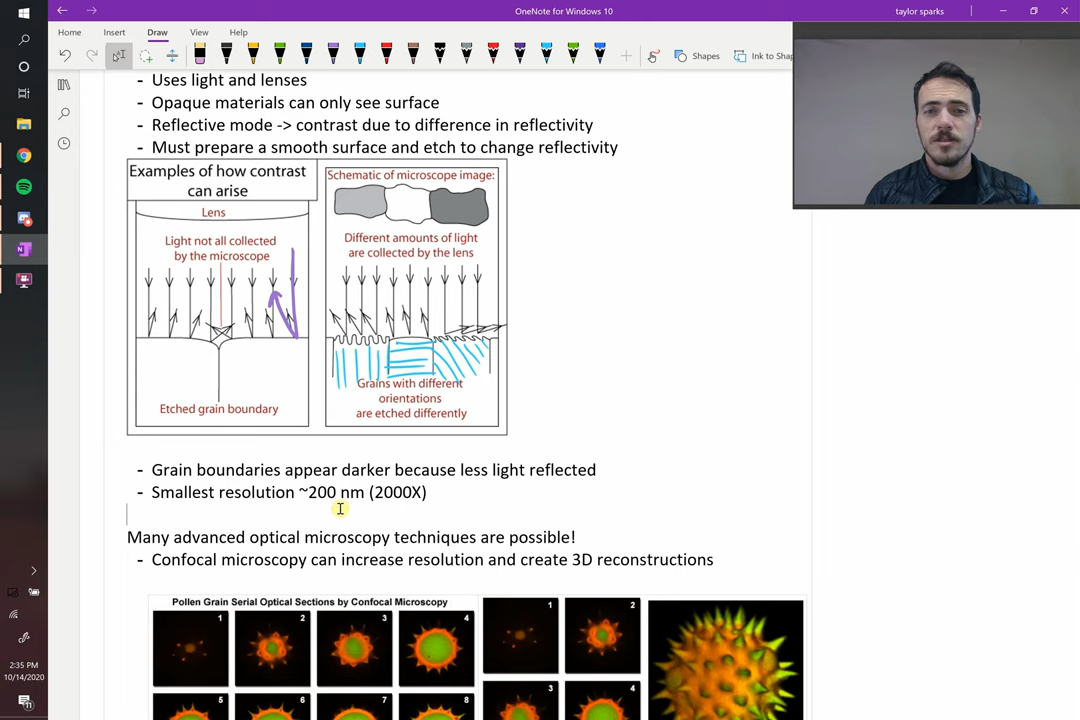 OneNote for Windows 10
taylor sparks
Home
Insert
Draw
View
Help
Shapes
Ink to Shap
- Uses light and lenses
- Opaque materials can only see surface
- Reflective mode -> contrast due to difference in reflectivity
- Must prepare a smooth surface and etch to change reflectivity
Examples of how contrast
can arise
Lens
Light not all collected
by the microscope
Etched grain boundary
Schematic of microscope image:
Different amounts of light
are collected by the lens
Grains with different
orientations
are etched differently
- Grain boundaries appear darker because less light reflected
- Smallest resolution ~200 nm (2000X)
Many advanced optical microscopy techniques are possible!
- Confocal microscopy can increase resolution and create 3D reconstructions
Pollen Grain Serial Optical Sections by Confocal Microscopy
1
2
3
4
5
6
7
8
1
2
3
4
2:35 PM
10/14/2020